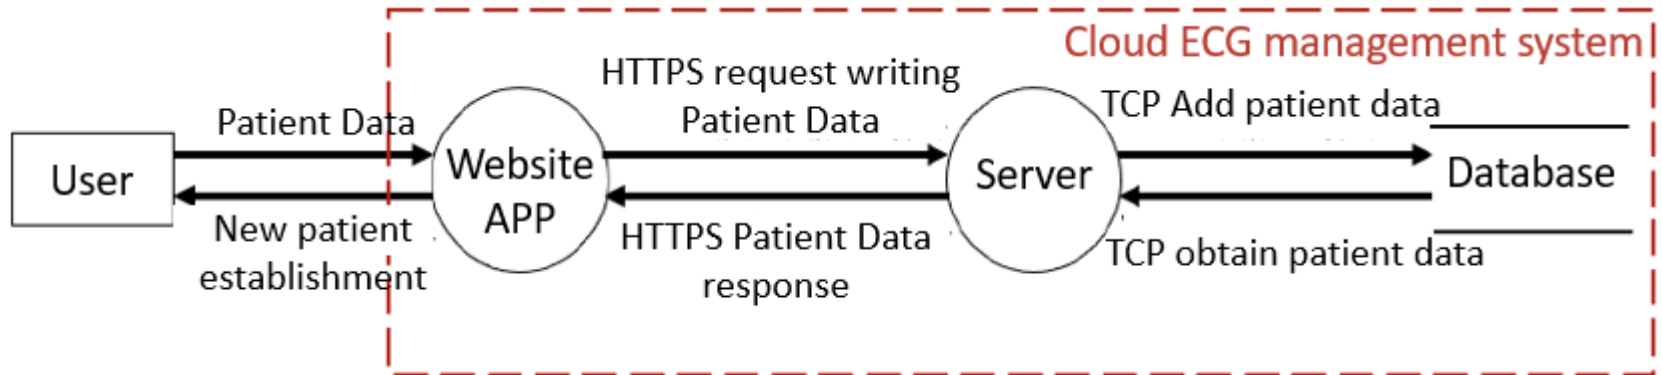 Cloud ECG management system
User
Patient Data
New patient
establishment
Website
APP
HTTPS request writing
Patient Data
HTTPS Patient Data
response
Server
TCP Add patient data
TCP obtain patient data
Database